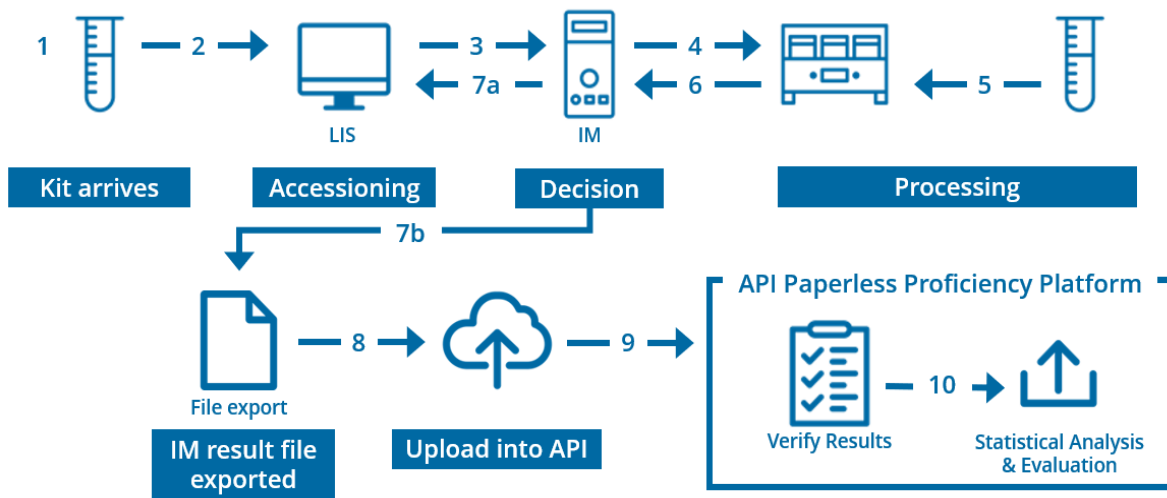 1
2
3
4
7a
6
5
LIS
IM
Kit arrives
Accessioning
Decision
Processing
7b
API Paperless Proficiency Platform
8
9
10
File export
Verify Results
Statistical Analysis
& Evaluation
IM result file
exported
Upload into API